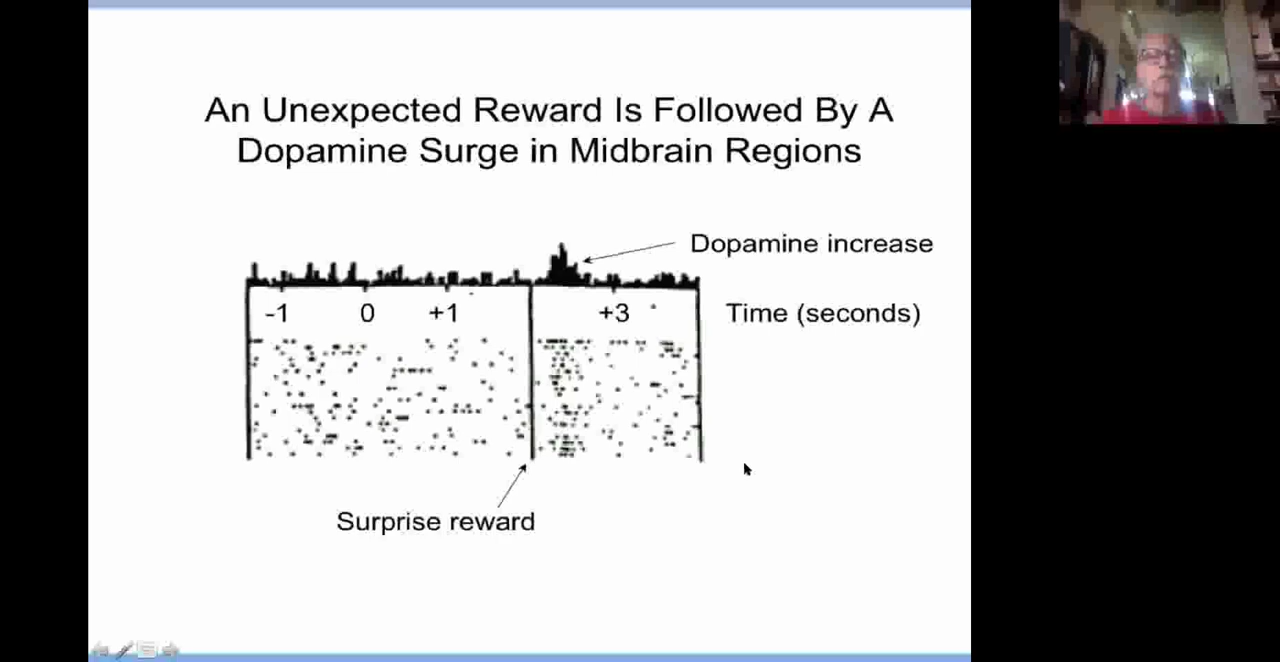 An Unexpected Reward Is Followed By A
Dopamine Surge in Midbrain Regions
Dopamine increase
-1 0 +1 +3 Time (seconds)
Surprise reward